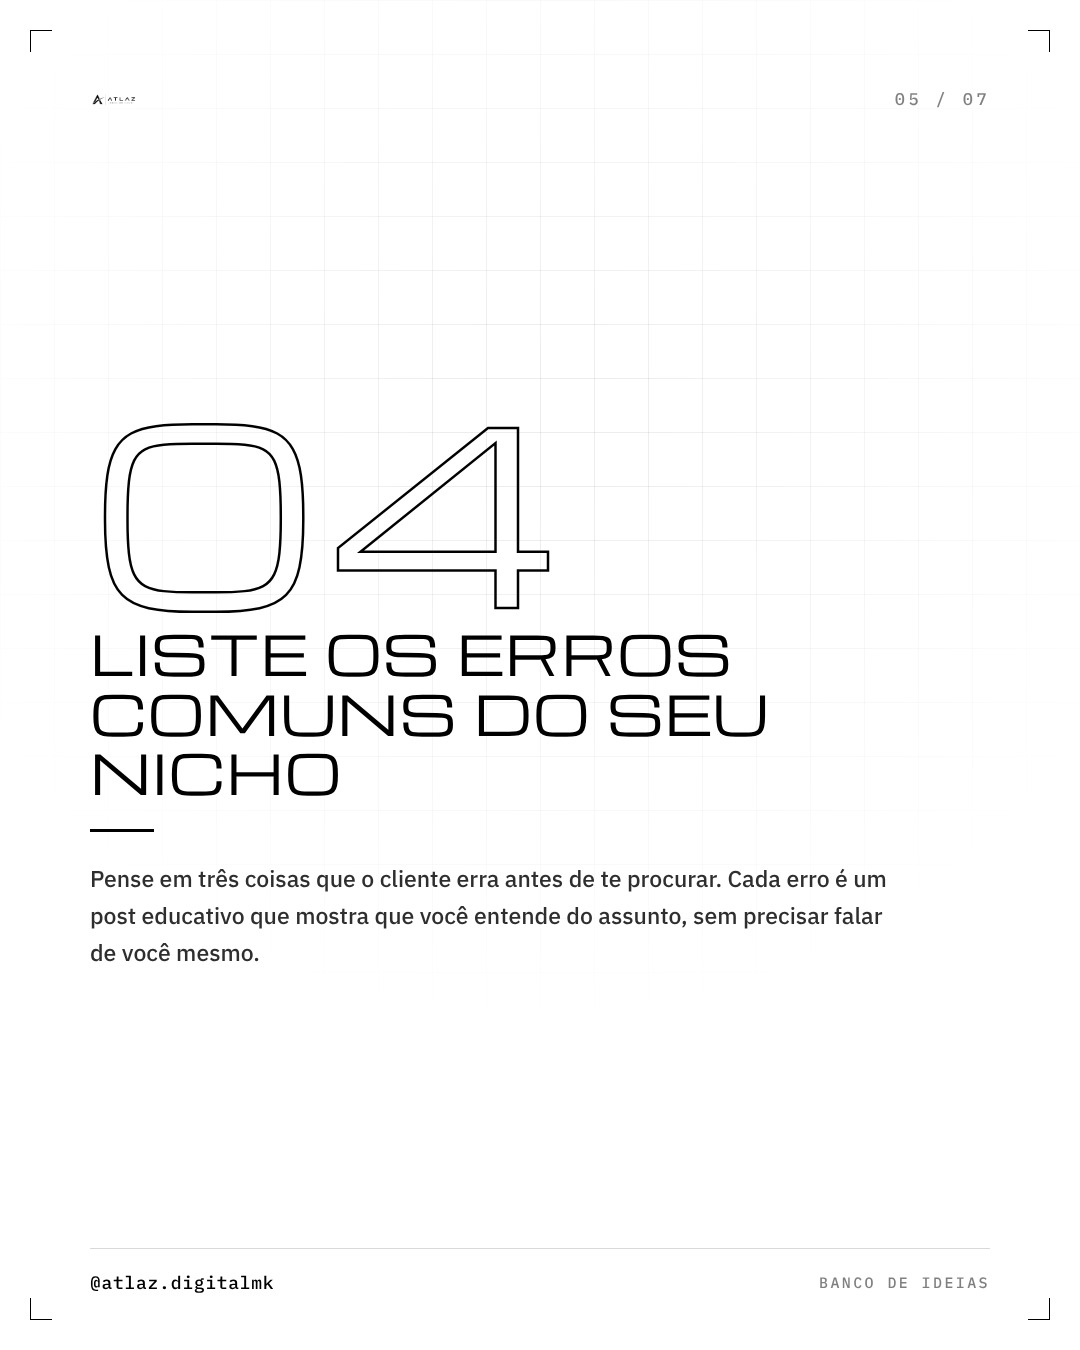 ATLAZ
05 / 07
04
LISTE OS ERROS
COMUNS DO SEU
NICHO
Pense em três coisas que o cliente erra antes de te procurar. Cada erro é um
post educativo que mostra que você entende do assunto, sem precisar falar
de você mesmo.
@atlaz.digitalmk
BANCO DE IDEIAS